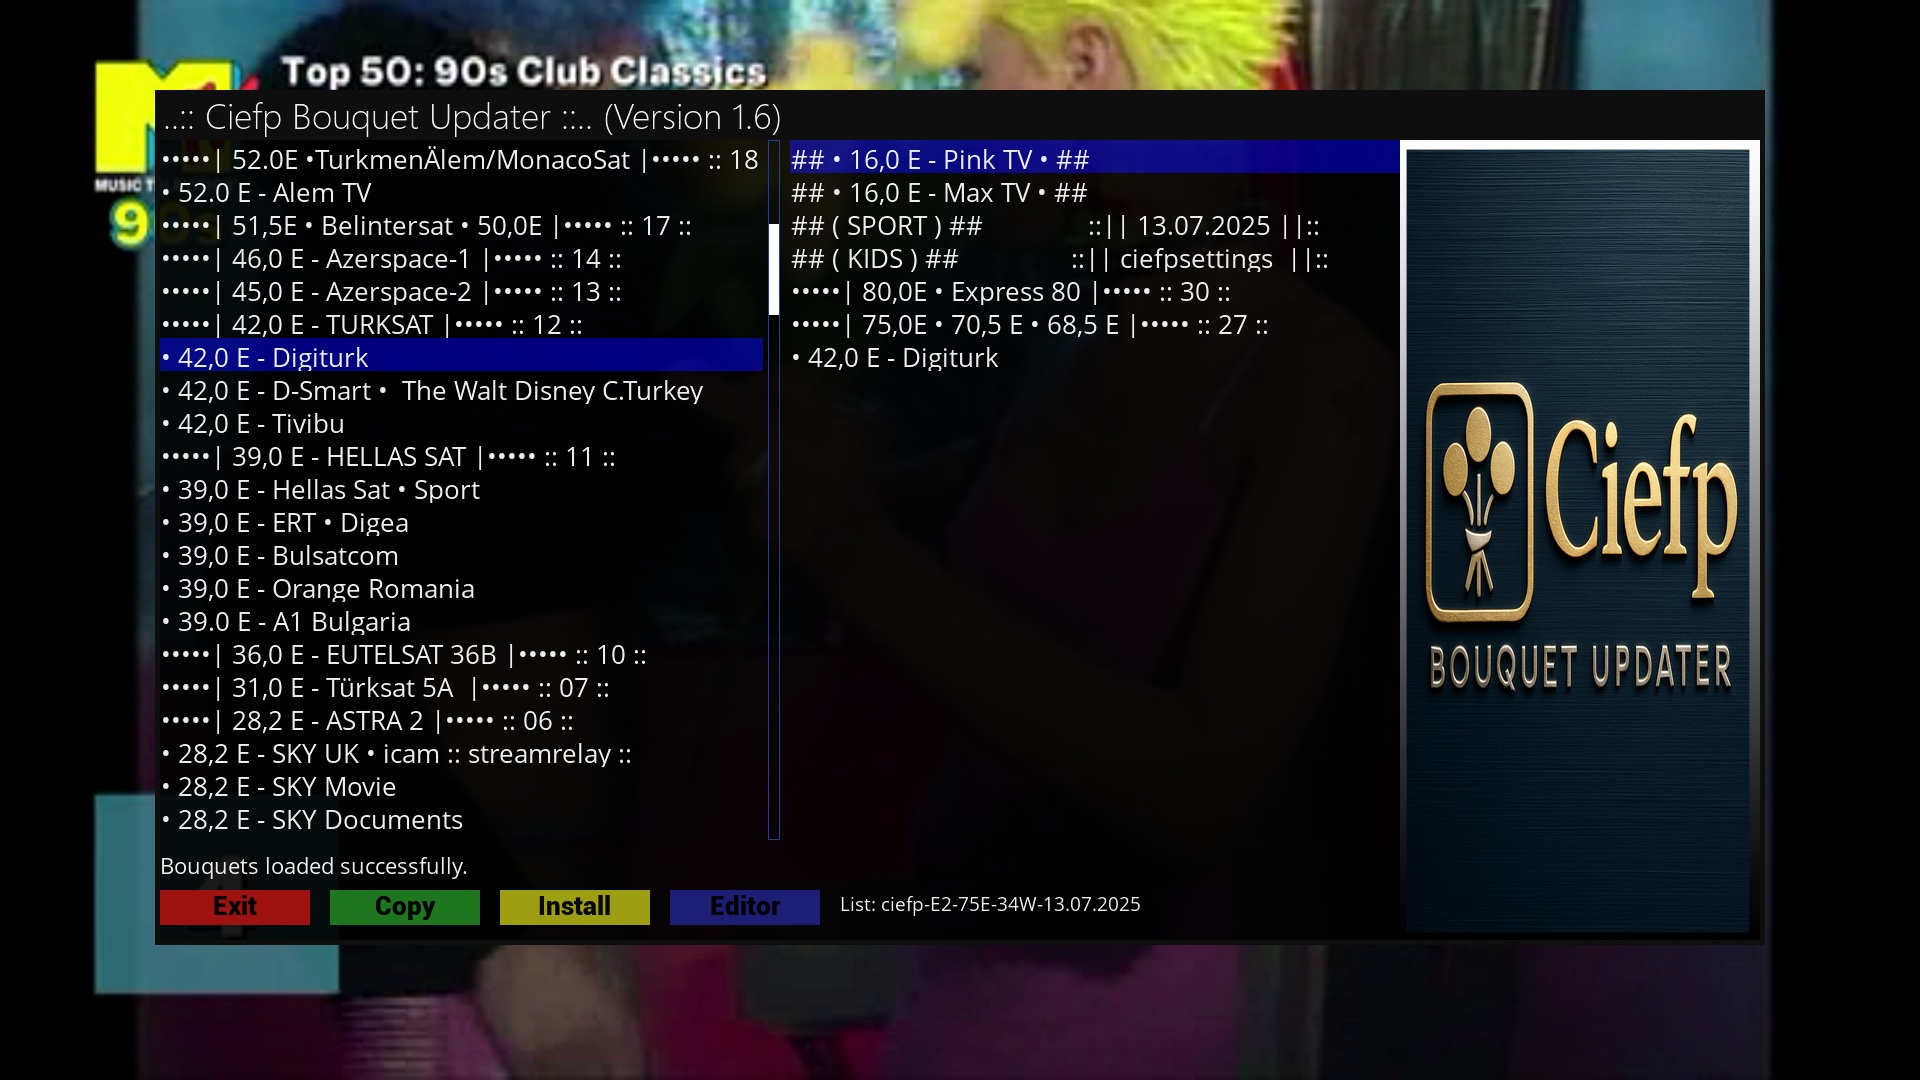 Top 50: 90s Club Classics
..:: Ciefp Bouquet Updater ::.. (Version 1.6)
•••••| 52.0E •TurkmenÄlem/MonacoSat |••••• :: 18
• 52.0 E - Alem TV
•••••| 51,5E • Belintersat • 50,0E |••••• :: 17 ::
•••••| 46,0 E - Azerspace-1 |••••• :: 14 ::
•••••| 45,0 E - Azerspace-2 |••••• :: 13 ::
•••••| 42,0 E - TURKSAT |••••• :: 12 ::
• 42,0 E - Digiturk
• 42,0 E - D-Smart •  The Walt Disney C.Turkey
• 42,0 E - Tivibu
•••••| 39,0 E - HELLAS SAT |••••• :: 11 ::
• 39,0 E - Hellas Sat • Sport
• 39,0 E - ERT • Digea
• 39,0 E - Bulsatcom
• 39,0 E - Orange Romania
• 39.0 E - A1 Bulgaria
•••••| 36,0 E - EUTELSAT 36B |••••• :: 10 ::
•••••| 31,0 E - Türksat 5A  |••••• :: 07 ::
•••••| 28,2 E - ASTRA 2 |••••• :: 06 ::
• 28,2 E - SKY UK • icam :: streamrelay ::
• 28,2 E - SKY Movie
• 28,2 E - SKY Documents
## • 16,0 E - Pink TV • ##
## • 16,0 E - Max TV • ##
## ( SPORT ) ## ::|| 13.07.2025 ||::
## ( KIDS ) ## ::|| ciefpsettings  ||::
•••••| 80,0E • Express 80 |••••• :: 30 ::
•••••| 75,0E • 70,5 E • 68,5 E |••••• :: 27 ::
• 42,0 E - Digiturk
Ciefp
BOUQUET UPDATER
Bouquets loaded successfully.
Exit
Copy
Install
Editor
List: ciefp-E2-75E-34W-13.07.2025